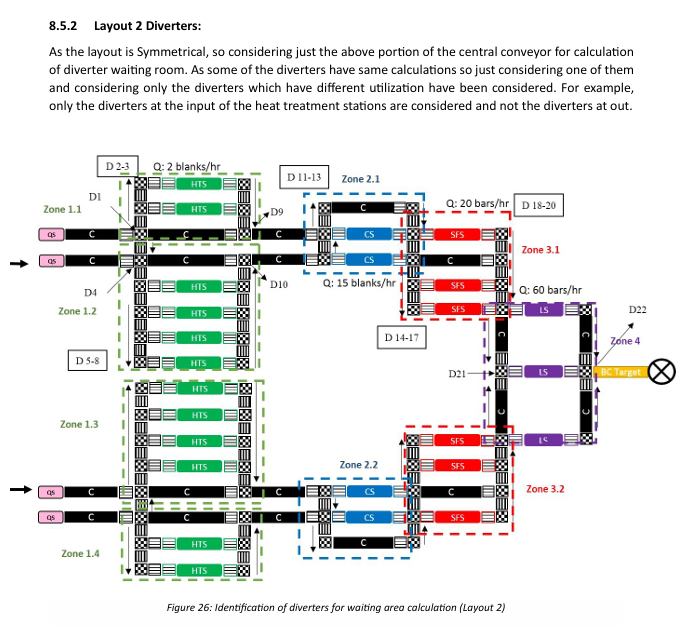 8.5.2 Layout 2 Diverters:
As the layout is Symmetrical, so considering just the above portion of the central conveyor for calculation
of diverter waiting room. As some of the diverters have same calculations so just considering one of them
and considering only the diverters which have different utilization have been considered. For example,
only the diverters at the input of the heat treatment stations are considered and not the diverters at out.
D 2-3
Q: 2 blanks/hr
HTS
D 11-13
Zone 2.1
D1
Zone 1.1
HTS
D9
C
Q: 20 bars/hr
D 18-20
QS
C
C
C
CS
SFS
Zone 3.1
QS
C
C
C
CS
C
D4
HTS
D10
Q: 15 blanks/hr
SFS
Q: 60 bars/hr
Zone 1.2
HTS
SFS
LS
D22
HTS
D 14-17
C
C
Zone 4
D 5-8
HTS
D21
LS
BC Target
HTS
Zone 1.3
HTS
C
C
HTS
Zone 2.2
SFS
LS
SFS
QS
C
C
C
CS
C
Zone 3.2
QS
C
C
C
CS
SFS
Zone 1.4
HTS
C
HTS
Figure 26: Identification of diverters for waiting area calculation (Layout 2)